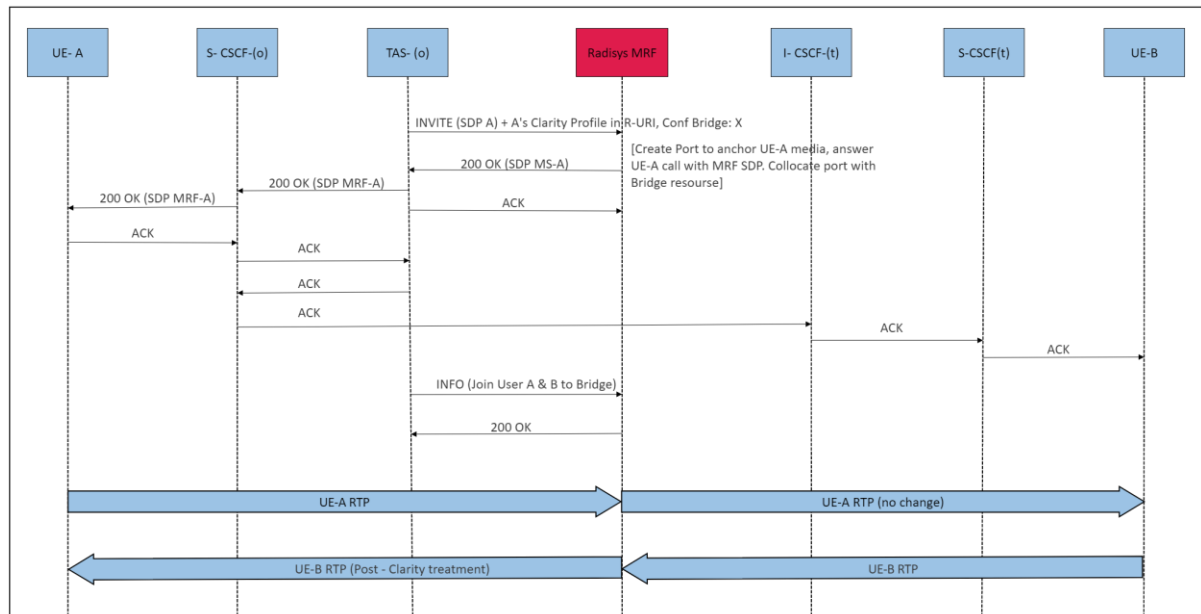 UE- A
S- CSCF-(o)
TAS- (o)
Radisys MRF
I- CSCF-(t)
S-CSCF(t)
UE-B
INVITE (SDP A) + A's Clarity Profile in R-URI, Conf Bridge: X
[Create Port to anchor UE-A media, answer
UE-A call with MRF SDP. Collocate port with
Bridge resourse]
200 OK (SDP MS-A)
200 OK (SDP MRF-A)
200 OK (SDP MRF-A)
ACK
ACK
ACK
ACK
ACK
ACK
ACK
INFO (Join User A & B to Bridge)
200 OK
UE-A RTP
UE-A RTP (no change)
UE-B RTP (Post - Clarity treatment)
UE-B RTP